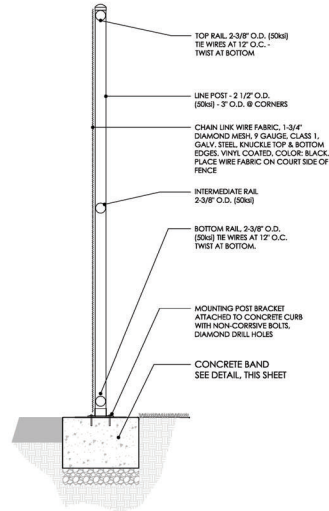 TOP RAIL, 2-3/8" O.D. (50ksi)
TIE WIRES AT 12" O.C. -
TWIST AT BOTTOM
LINE POST - 2 1/2" O.D.
(50ksi) - 3" O.D. @ CORNERS
CHAIN LINK WIRE FABRIC, 1-3/4"
DIAMOND MESH, 9 GAUGE, CLASS 1,
GALV. STEEL, KNUCKLE TOP & BOTTOM
EDGES, VINYL COATED, COLOR: BLACK,
PLACE WIRE FABRIC ON COURT SIDE OF
FENCE
INTERMEDIATE RAIL
2-3/8" O.D. (50ksi)
BOTTOM RAIL, 2-3/8" O.D.
(50ksi) TIE WIRES AT 12" O.C.
TWIST AT BOTTOM.
MOUNTING POST BRACKET
ATTACHED TO CONCRETE CURB
WITH NON-CORRSIVE BOLTS,
DIAMOND DRILL HOLES
CONCRETE BAND
SEE DETAIL, THIS SHEET